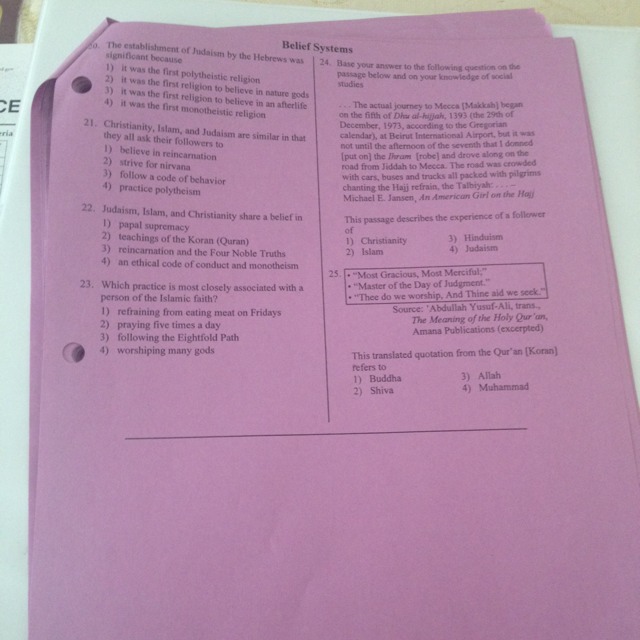 CE
eria
Belief Systems
20. The establishment of Judaism by the Hebrews was
significant because
1) it was the first polytheistic religion
2) it was the first religion to believe in nature gods
3) it was the first religion to believe in an afterlife
4) it was the first monotheistic religion
21. Christianity, Islam, and Judaism are similar in that
they all ask their followers to
1) believe in reincarnation
2) strive for nirvana
3) follow a code of behavior
4) practice polytheism
22. Judaism, Islam, and Christianity share a belief in
1) papal supremacy
2) teachings of the Koran (Quran)
3) reincarnation and the Four Noble Truths
4) an ethical code of conduct and monotheism
23. Which practice is most closely associated with a
person of the Islamic faith?
1) refraining from eating meat on Fridays
2) praying five times a day
3) following the Eightfold Path
4) worshiping many gods
24. Base your answer to the following question on the
passage below and on your knowledge of social
studies
. . . The actual journey to Mecca [Makkah] began
on the fifth of Dhu al-hijjah, 1393 (the 29th of
December, 1973, according to the Gregorian
calendar), at Beirut International Airport, but it was
not until the afternoon of the seventh that I donned
[put on] the Ihram [robe] and drove along on the
road from Jiddah to Mecca. The road was crowded
with cars, buses and trucks all packed with pilgrims
chanting the Hajj refrain, the Talbiyah: . . . . –
Michael E. Jansen, An American Girl on the Hajj
This passage describes the experience of a follower
of
1) Christianity 3) Hinduism
2) Islam 4) Judaism
25. • "Most Gracious, Most Merciful;"
• "Master of the Day of Judgment."
• "Thee do we worship, And Thine aid we seek."
Source: 'Abdullah Yusuf-Ali, trans.,
The Meaning of the Holy Qur'an,
Amana Publications (excerpted)
This translated quotation from the Qur'an [Koran]
refers to
1) Buddha 3) Allah
2) Shiva 4) Muhammad